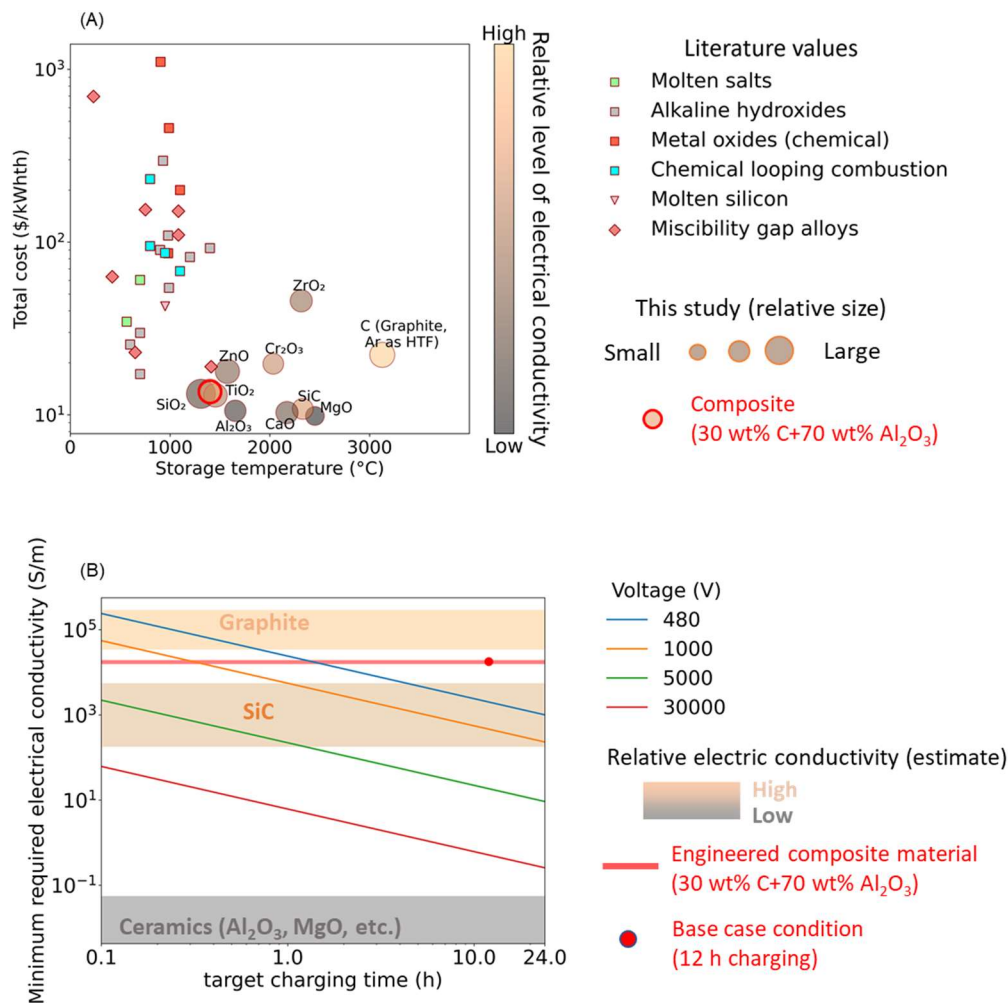 (A)
10³
10²
10¹
Total cost ($/kWhth)
ZrO₂
C (Graphite,
Ar as HTF)
ZnO
Cr₂O₃
SiO₂
TiO₂
SiC
Al₂O₃
CaO
MgO
0
1000
2000
3000
Storage temperature (°C)
High
Low
Relative level of electrical conductivity
Literature values
Molten salts
Alkaline hydroxides
Metal oxides (chemical)
Chemical looping combustion
Molten silicon
Miscibility gap alloys
This study (relative size)
Small
Large
Composite
(30 wt% C+70 wt% Al₂O₃)
(B)
Minimum required electrical conductivity (S/m)
10⁵
10³
10¹
10⁻¹
Graphite
SiC
Ceramics (Al₂O₃, MgO, etc.)
0.1
1.0
10.0
24.0
target charging time (h)
Voltage (V)
480
1000
5000
30000
Relative electric conductivity (estimate)
High
Low
Engineered composite material
(30 wt% C+70 wt% Al₂O₃)
Base case condition
(12 h charging)